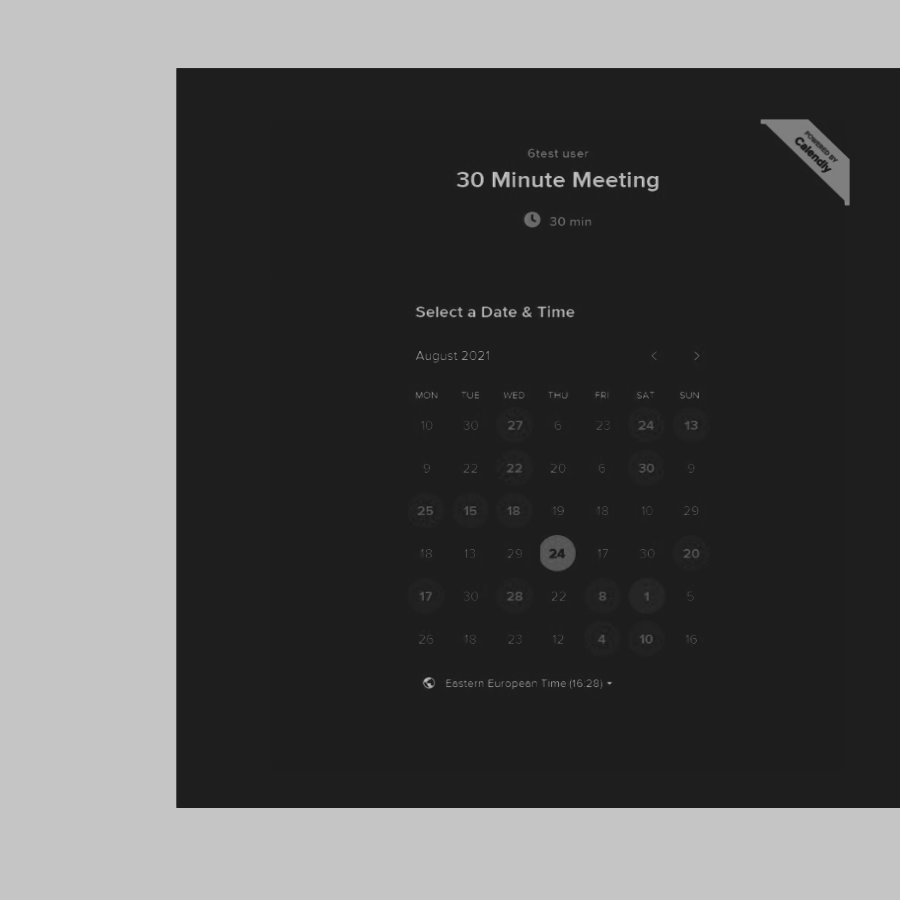 POWERED BY
Calendly
6test user
30 Minute Meeting
30 min
Select a Date & Time
August 2021
MON TUE WED THU FRI SAT SUN
10 30 27 6 23 24 13
9 22 22 20 6 30 9
25 15 18 19 18 10 29
18 13 29 24 17 30 20
17 30 28 22 8 1 5
26 18 23 12 4 10 16
Eastern European Time (16:28)